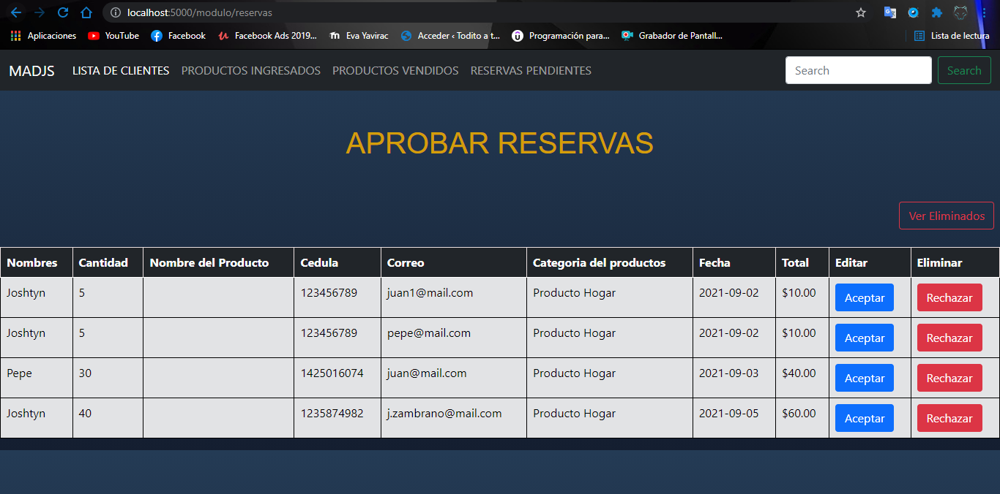 localhost:5000/modulo/reservas
Aplicaciones YouTube Facebook Facebook Ads 2019... Eva Yavirac Acceder ‹ Todito a t... Programación para... Grabador de Pantall... Lista de lectura
MADJS LISTA DE CLIENTES PRODUCTOS INGRESADOS PRODUCTOS VENDIDOS RESERVAS PENDIENTES Search Search
APROBAR RESERVAS
Ver Eliminados
Nombres Cantidad Nombre del Producto Cedula Correo Categoria del productos Fecha Total Editar Eliminar
Joshtyn 5 123456789 juan1@mail.com Producto Hogar 2021-09-02 $10.00 Aceptar Rechazar
Joshtyn 5 123456789 pepe@mail.com Producto Hogar 2021-09-02 $10.00 Aceptar Rechazar
Pepe 30 1425016074 juan@mail.com Producto Hogar 2021-09-03 $40.00 Aceptar Rechazar
Joshtyn 40 1235874982 j.zambrano@mail.com Producto Hogar 2021-09-05 $60.00 Aceptar Rechazar